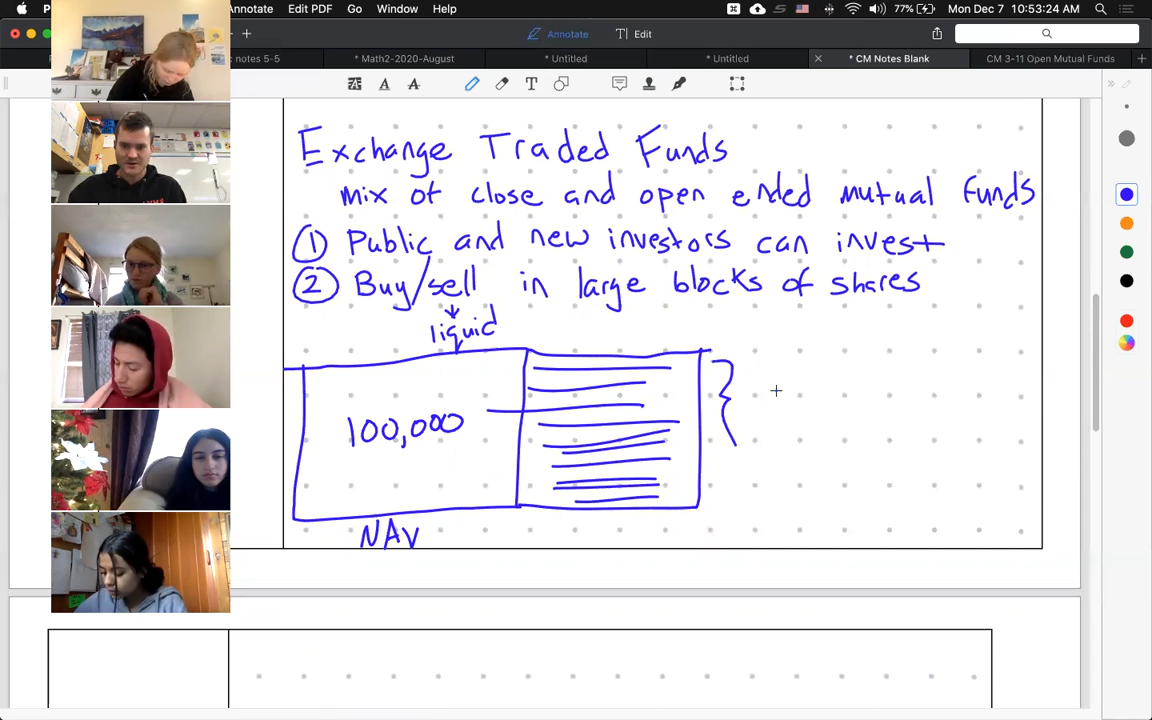 Annotate Edit PDF Go Window Help 77% Mon Dec 7 10:53:24 AM
Annotate Edit
notes 5-5 * Math2-2020-August * Untitled * Untitled * CM Notes Blank CM 3-11 Open Mutual Funds
Exchange Traded Funds
mix of close and open ended mutual funds
1 Public and new investors can invest
2 Buy/sell in large blocks of shares
liquid
100,000
NAV